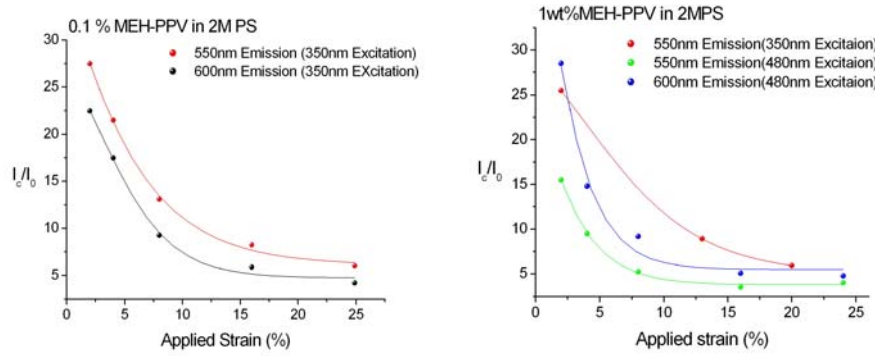 0.1 % MEH-PPV in 2M PS
550nm Emission (350nm Excitation)
600nm Emission (350nm EXcitation)
30
25
20
15
10
5
I_c/I_0
0 5 10 15 20 25
Applied Strain (%)
1wt%MEH-PPV in 2MPS
550nm Emission(350nm Excitaion)
550nm Emission(480nm Excitaion)
600nm Emission(480nm Excitaion)
30
25
20
15
10
5
I_c/I_0
0 5 10 15 20 25
Applied strain (%)